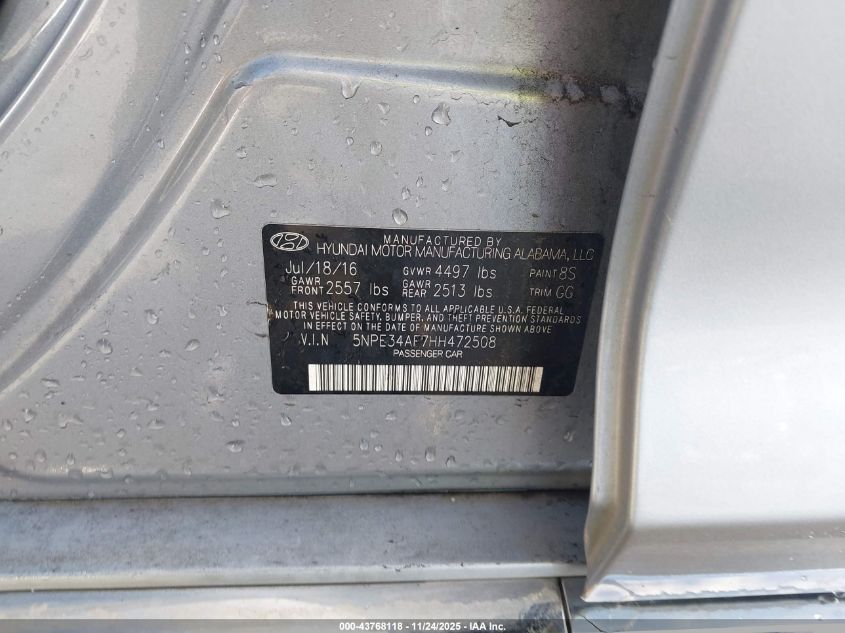 MANUFACTURED BY
HYUNDAI MOTOR MANUFACTURING ALABAMA, LLC
Jul/18/16 GVWR 4497 lbs PAINT 8S
GAWR FRONT 2557 lbs GAWR REAR 2513 lbs TRIM GG
THIS VEHICLE CONFORMS TO ALL APPLICABLE U.S.A. FEDERAL
MOTOR VEHICLE SAFETY, BUMPER, AND THEFT PREVENTION STANDARDS
IN EFFECT ON THE DATE OF MANUFACTURE SHOWN ABOVE
V.I.N 5NPE34AF7HH472508
PASSENGER CAR
000-43768118 - 11/24/2025 - IAA Inc.